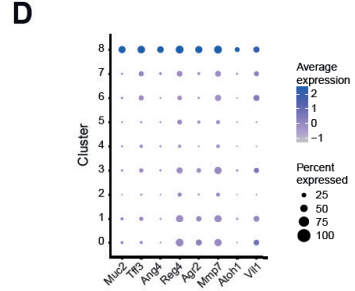 D
Cluster
8
7
6
5
4
3
2
1
0
Muc2
Tff3
Ang4
Reg4
Agr2
Mmp7
Atoh1
Vil1
Average
expression
2
1
0
−1
Percent
expressed
25
50
75
100